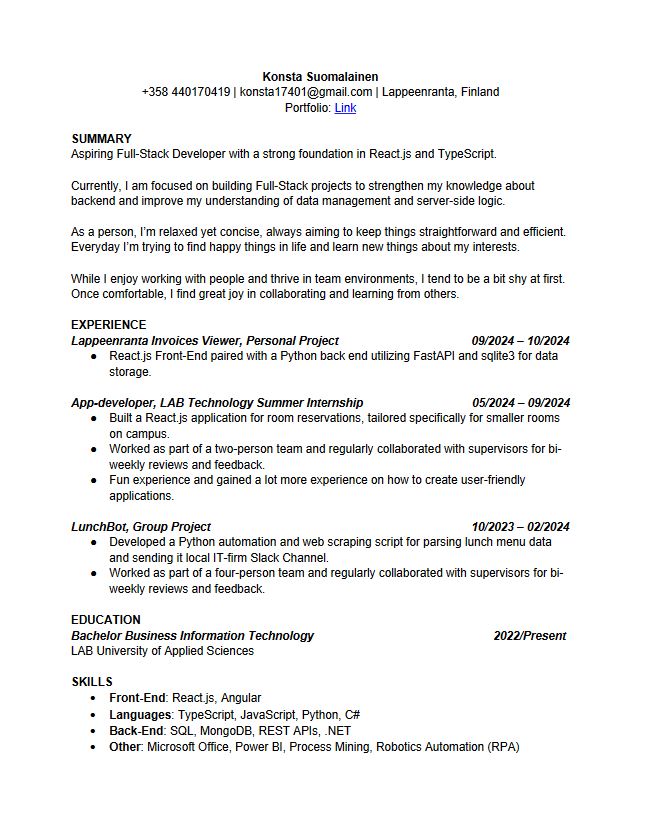 Konsta Suomalainen
+358 440170419 | konsta17401@gmail.com | Lappeenranta, Finland
Portfolio: Link
SUMMARY
Aspiring Full-Stack Developer with a strong foundation in React.js and TypeScript.
Currently, I am focused on building Full-Stack projects to strengthen my knowledge about
backend and improve my understanding of data management and server-side logic.
As a person, I'm relaxed yet concise, always aiming to keep things straightforward and efficient.
Everyday I'm trying to find happy things in life and learn new things about my interests.
While I enjoy working with people and thrive in team environments, I tend to be a bit shy at first.
Once comfortable, I find great joy in collaborating and learning from others.
EXPERIENCE
Lappeenranta Invoices Viewer, Personal Project 09/2024 – 10/2024
● React.js Front-End paired with a Python back end utilizing FastAPI and sqlite3 for data
storage.
App-developer, LAB Technology Summer Internship 05/2024 – 09/2024
● Built a React.js application for room reservations, tailored specifically for smaller rooms
on campus.
● Worked as part of a two-person team and regularly collaborated with supervisors for bi-
weekly reviews and feedback.
● Fun experience and gained a lot more experience on how to create user-friendly
applications.
LunchBot, Group Project 10/2023 – 02/2024
● Developed a Python automation and web scraping script for parsing lunch menu data
and sending it local IT-firm Slack Channel.
● Worked as part of a four-person team and regularly collaborated with supervisors for bi-
weekly reviews and feedback.
EDUCATION
Bachelor Business Information Technology 2022/Present
LAB University of Applied Sciences
SKILLS
• Front-End: React.js, Angular
• Languages: TypeScript, JavaScript, Python, C#
• Back-End: SQL, MongoDB, REST APIs, .NET
• Other: Microsoft Office, Power BI, Process Mining, Robotics Automation (RPA)